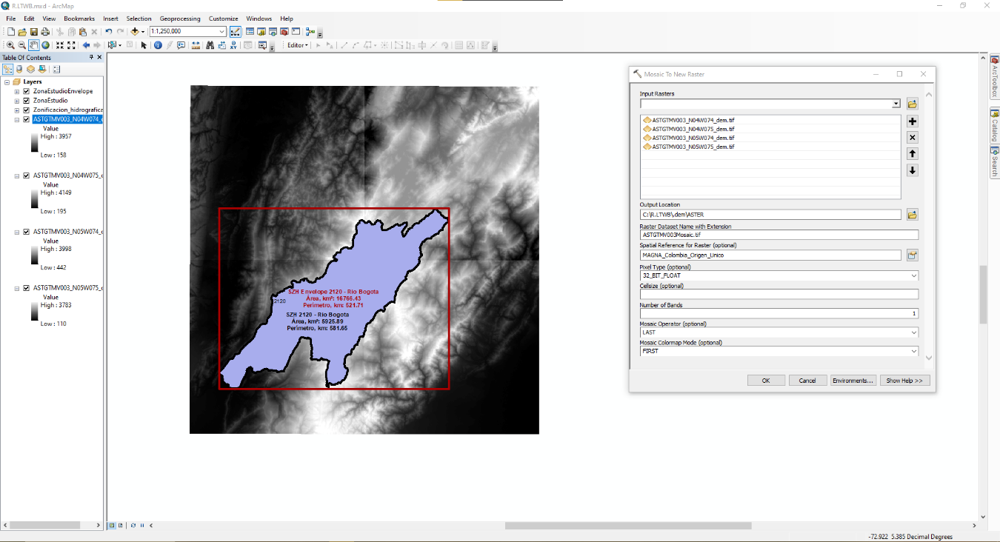 R.LTWB.mxd - ArcMap
File Edit View Bookmarks Insert Selection Geoprocessing Customize Windows Help
1:1,250,000
Editor
Table Of Contents
Layers
ZonaEstudioEnvelope
ZonaEstudio
Zonificacion_hidrografica
ASTGTMV003_N04W074_d
Value
High : 3957
Low : 158
ASTGTMV003_N04W075_d
Value
High : 4149
Low : 195
ASTGTMV003_N05W074_d
Value
High : 3998
Low : 442
ASTGTMV003_N05W075_d
Value
High : 3783
Low : 110
SZH Envelope 2120 - Rio Bogota
Área, km²: 16766.43
Perímetro, km: 521.71
2120
SZH 2120 - Rio Bogota
Área, km²: 5925.89
Perímetro, km: 581.65
Mosaic To New Raster
Input Rasters
ASTGTMV003_N04W074_dem.tif
ASTGTMV003_N04W075_dem.tif
ASTGTMV003_N05W074_dem.tif
ASTGTMV003_N05W075_dem.tif
Output Location
C:\R.LTWB\.dem\ASTER
Raster Dataset Name with Extension
ASTGTMV003Mosaic.tif
Spatial Reference for Raster (optional)
MAGNA_Colombia_Origen_Unico
Pixel Type (optional)
32_BIT_FLOAT
Cellsize (optional)
Number of Bands
1
Mosaic Operator (optional)
LAST
Mosaic Colormap Mode (optional)
FIRST
OK Cancel Environments... Show Help >>
ArcToolbox
Catalog
Search
-72.922 5.385 Decimal Degrees